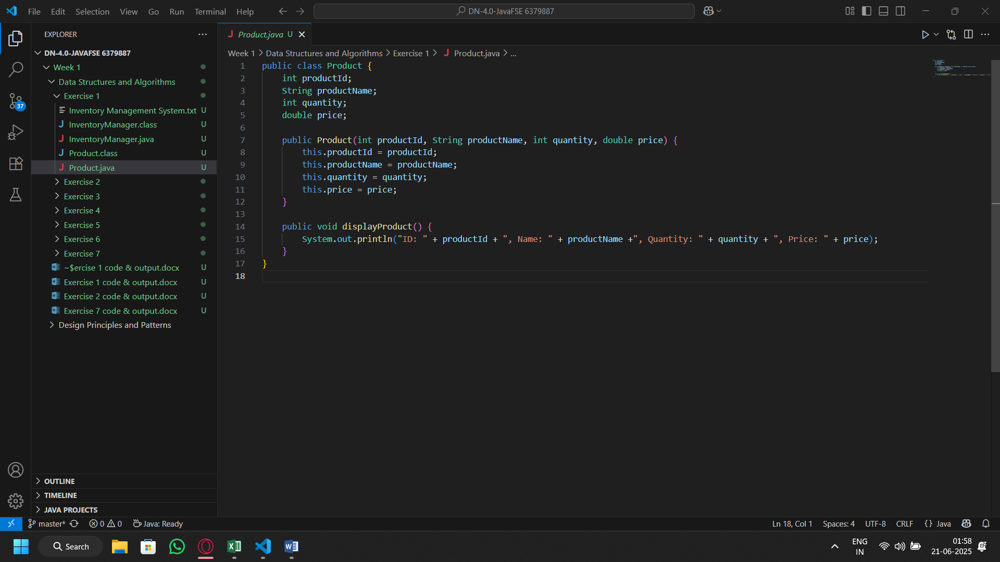 File Edit Selection View Go Run Terminal Help
DN-4.0-JavaFSE 6379887
EXPLORER
DN-4.0-JAVAFSE 6379887
Week 1
Data Structures and Algorithms
Exercise 1
Inventory Management System.txt U
InventoryManager.class U
InventoryManager.java U
Product.class U
Product.java U
Exercise 2
Exercise 3
Exercise 4
Exercise 5
Exercise 6
Exercise 7
~$ercise 1 code & output.docx U
Exercise 1 code & output.docx U
Exercise 2 code & output.docx U
Exercise 7 code & output.docx U
Design Principles and Patterns
OUTLINE
TIMELINE
JAVA PROJECTS
37
Product.java U
Week 1 > Data Structures and Algorithms > Exercise 1 > Product.java > ...
1 public class Product {
2 int productId;
3 String productName;
4 int quantity;
5 double price;
6
7 public Product(int productId, String productName, int quantity, double price) {
8 this.productId = productId;
9 this.productName = productName;
10 this.quantity = quantity;
11 this.price = price;
12 }
13
14 public void displayProduct() {
15 System.out.println("ID: " + productId + ", Name: " + productName +", Quantity: " + quantity + ", Price: " + price);
16 }
17 }
18
master* 0 0 Java: Ready
Ln 18, Col 1 Spaces: 4 UTF-8 CRLF {} Java
Search
ENG
IN
01:58
21-06-2025